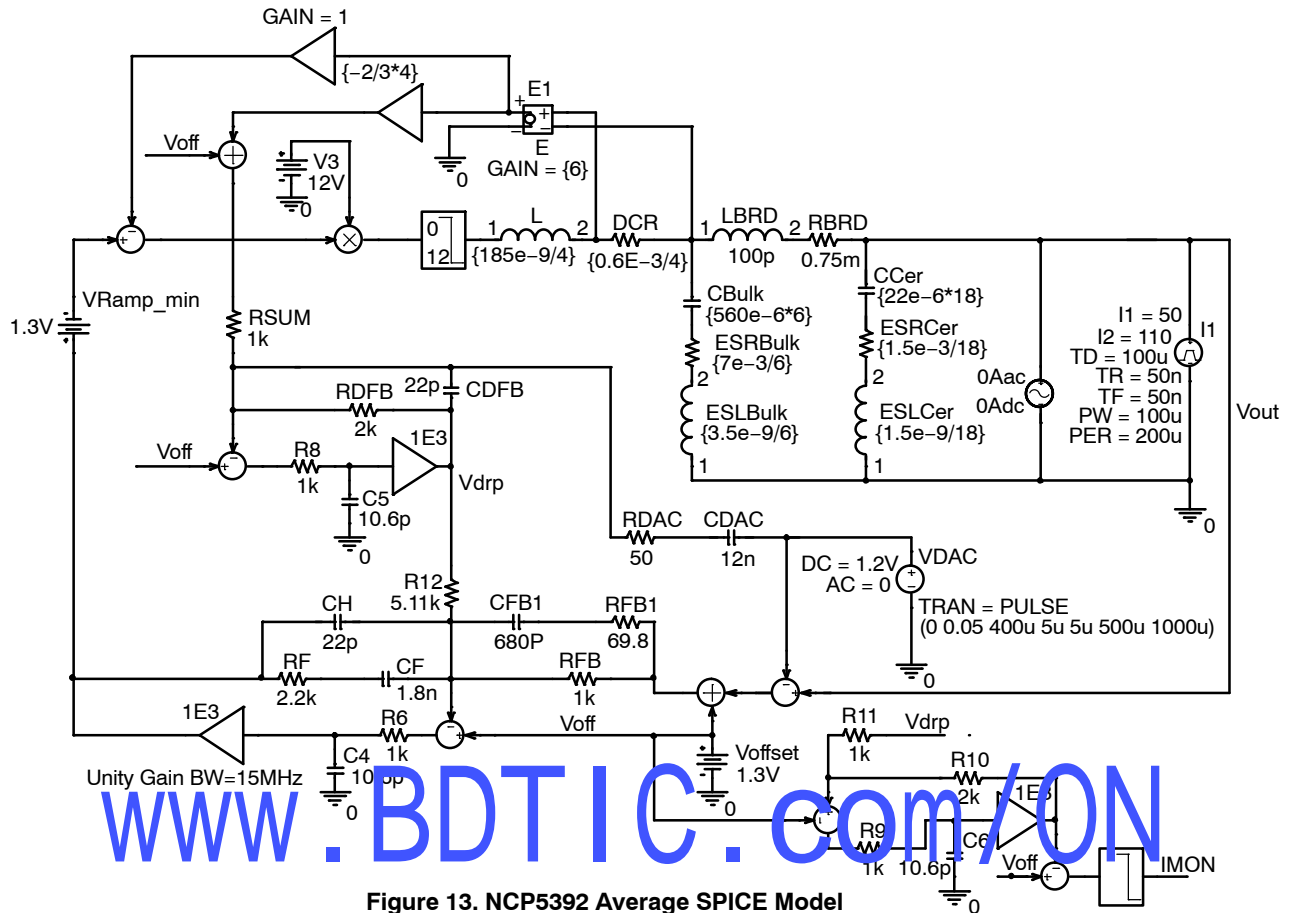 GAIN = 1
{−2/3*4}
E1
+
+
−
−
E
0
GAIN = {6}
Voff
+
V3
12V
0
+
−
×
0
12
1
L
2
{185e−9/4}
DCR
{0.6E−3/4}
1
LBRD
2
100p
RBRD
0.75m
VRamp_min
1.3V
RSUM
1k
CBulk
{560e−6*6}
ESRBulk
{7e−3/6}
2
ESLBulk
{3.5e−9/6}
1
CCer
{22e−6*18}
ESRCer
{1.5e−3/18}
2
ESLCer
{1.5e−9/18}
1
0Aac
0Adc
I1 = 50
I2 = 110
TD = 100u
TR = 50n
TF = 50n
PW = 100u
PER = 200u
I1
Vout
0
22p
CDFB
RDFB
2k
Voff
+
−
R8
1k
1E3
Vdrp
C5
10.6p
0
RDAC
50
CDAC
12n
DC = 1.2V
AC = 0
+
−
VDAC
TRAN = PULSE
(0 0.05 400u 5u 5u 500u 1000u)
0
R12
5.11k
CH
22p
CFB1
680P
RFB1
69.8
RF
2.2k
CF
1.8n
RFB
1k
+
−
+
1E3
R6
1k
−
+
Voff
Unity Gain BW=15MHz
C4
0
Voffset
1.3V
0
R11
1k
Vdrp
R10
2k
R9
1k
10.6p
C6
0
Voff
+
−
IMON
www.BDTIC.com/ON
Figure 13. NCP5392 Average SPICE Model